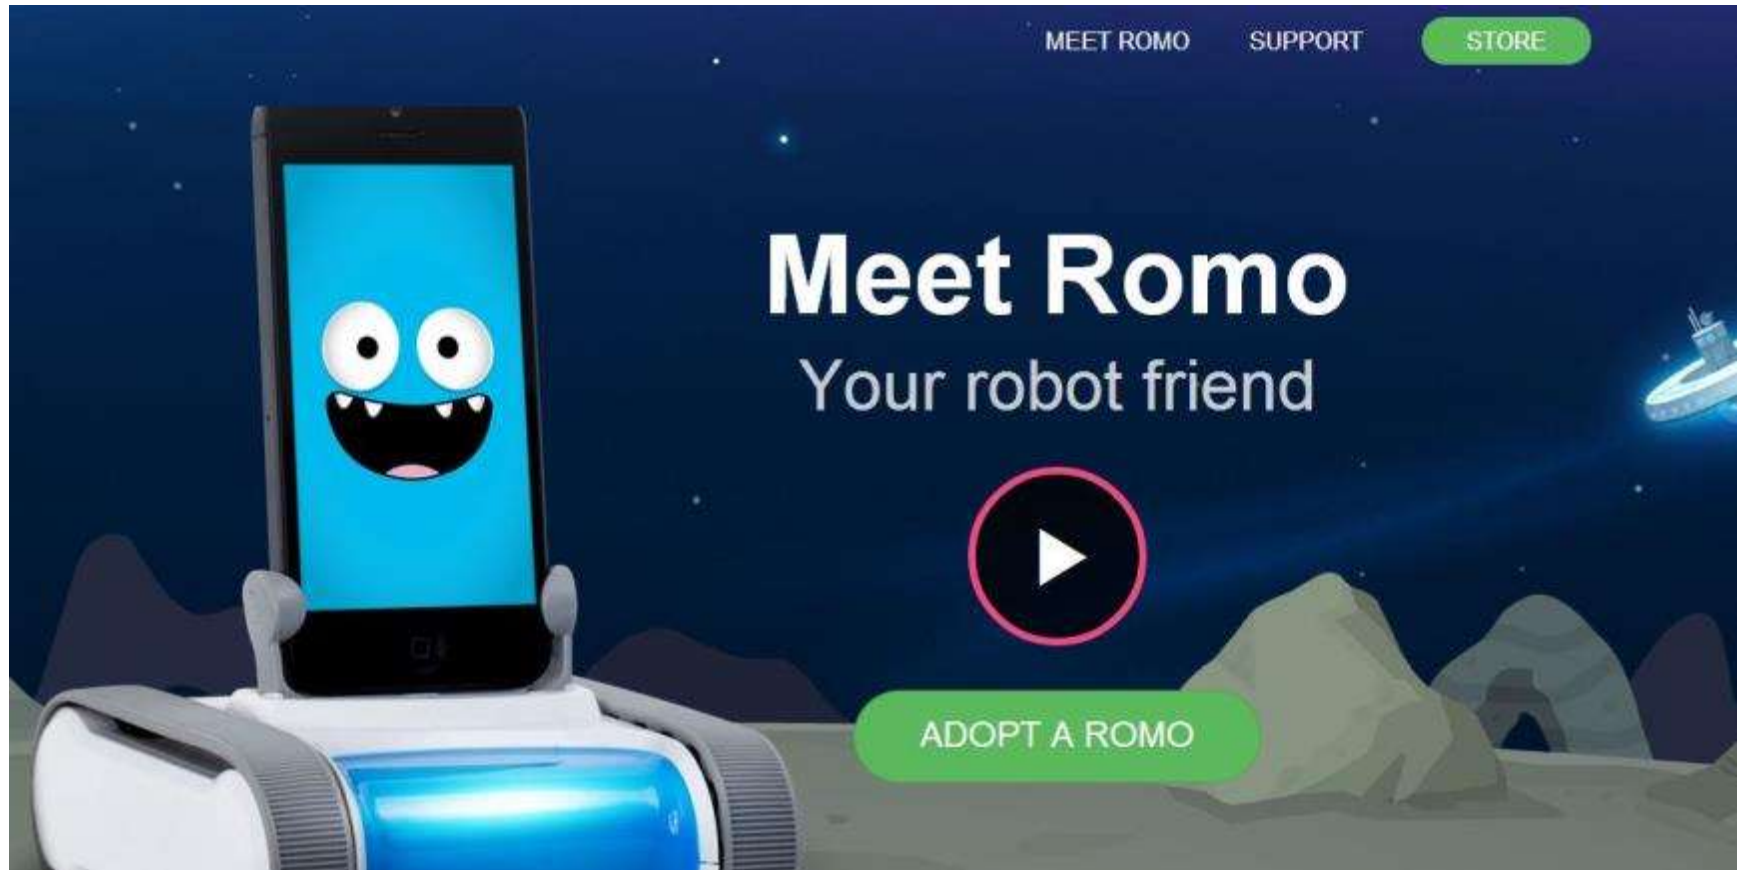 MEET ROMO SUPPORT STORE
Meet Romo
Your robot friend
ADOPT A ROMO